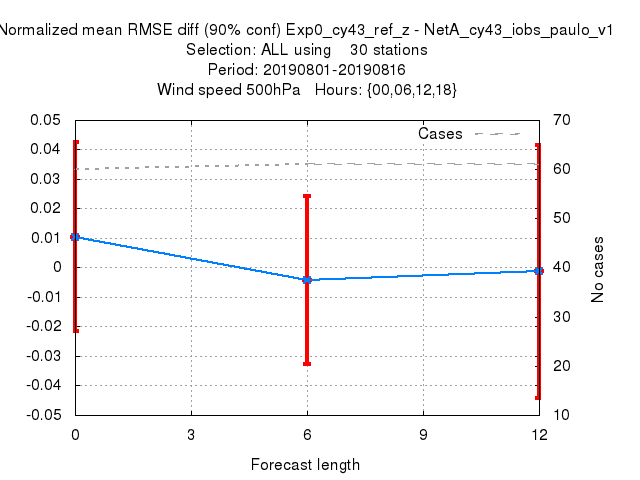 Normalized mean RMSE diff (90% conf) Exp0_cy43_ref_z - NetA_cy43_iobs_paulo_v1
Selection: ALL using 30 stations
Period: 20190801-20190816
Wind speed 500hPa Hours: {00,06,12,18}
Cases
0.05
0.04
0.03
0.02
0.01
0
-0.01
-0.02
-0.03
-0.04
-0.05
70
60
50
40
30
20
10
No cases
0 3 6 9 12
Forecast length